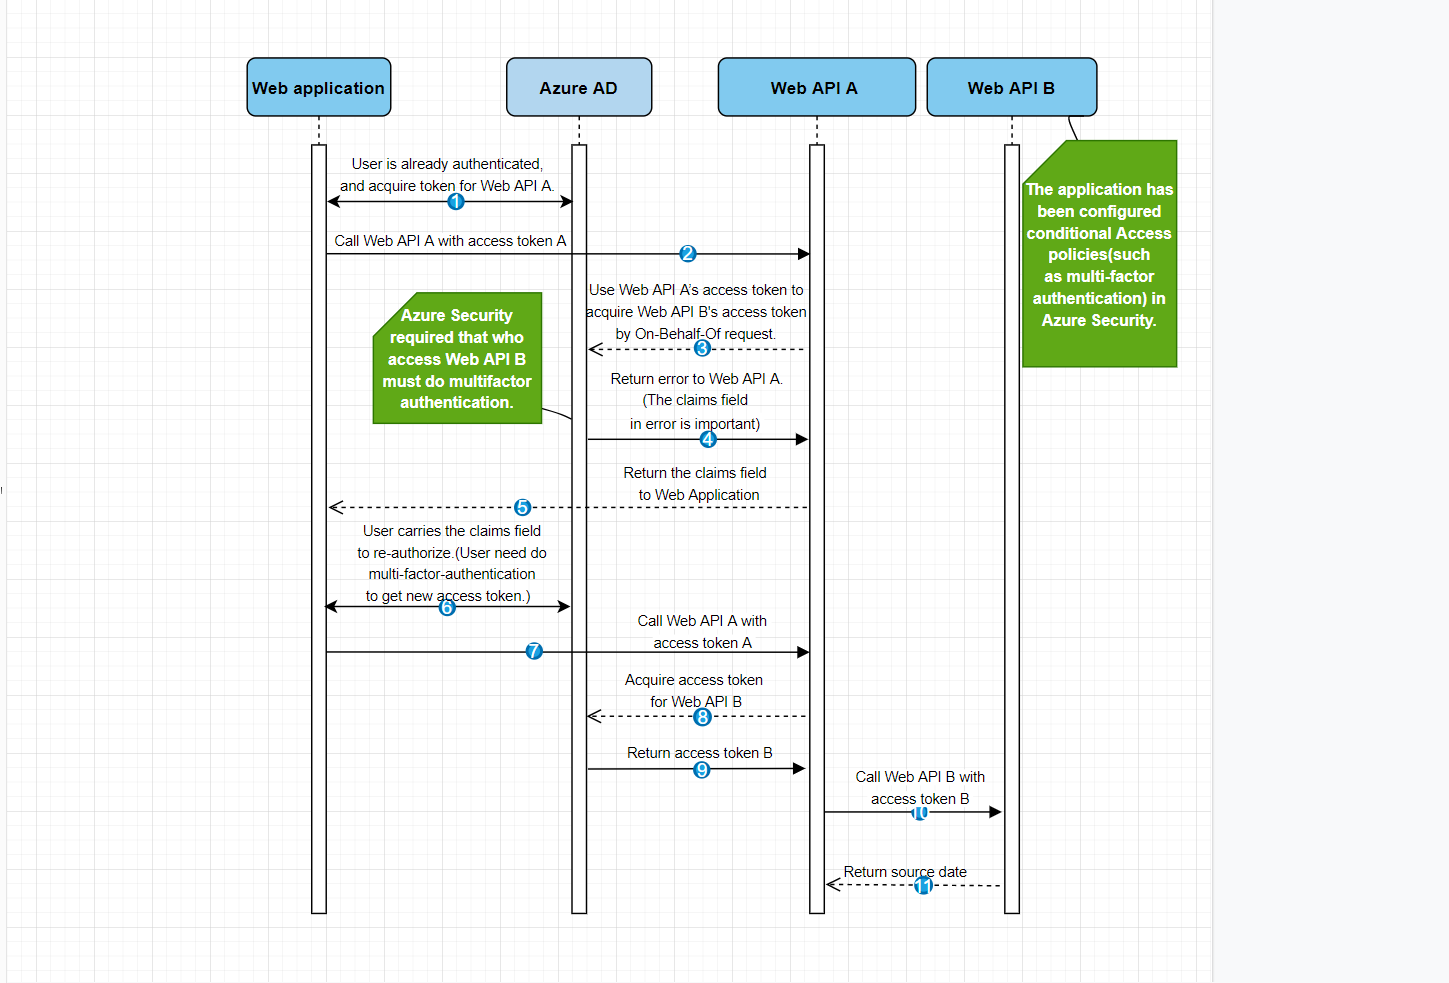 Web application
Azure AD
Web API A
Web API B
User is already authenticated,
and acquire token for Web API A.
1
The application has
been configured
conditional Access
policies(such
as multi-factor
authentication) in
Azure Security.
Call Web API A with access token A
2
Use Web API A's access token to
acquire Web API B's access token
by On-Behalf-Of request.
3
Azure Security
required that who
access Web API B
must do multifactor
authentication.
Return error to Web API A.
(The claims field
in error is important)
4
Return the claims field
to Web Application
5
User carries the claims field
to re-authorize.(User need do
multi-factor-authentication
to get new access token.)
6
Call Web API A with
access token A
7
Acquire access token
for Web API B
8
Return access token B
9
Call Web API B with
access token B
10
Return source date
11